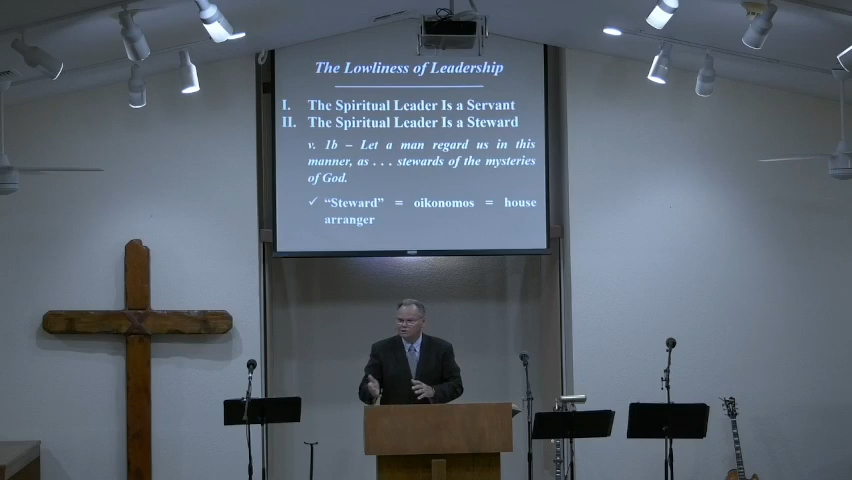 The Lowliness of Leadership
I. The Spiritual Leader Is a Servant
II. The Spiritual Leader Is a Steward
v. 1b – Let a man regard us in this
manner, as . . . stewards of the mysteries
of God.
✓ "Steward" = oikonomos = house
arranger